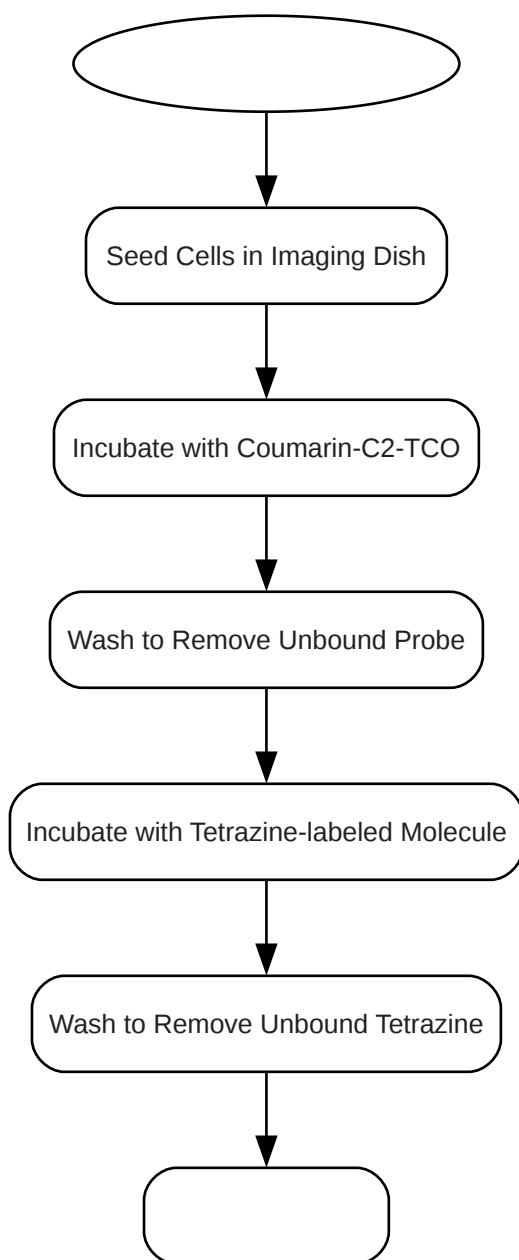 Seed Cells in Imaging Dish
Incubate with Coumarin-C2-TCO
Wash to Remove Unbound Probe
Incubate with Tetrazine-labeled Molecule
Wash to Remove Unbound Tetrazine